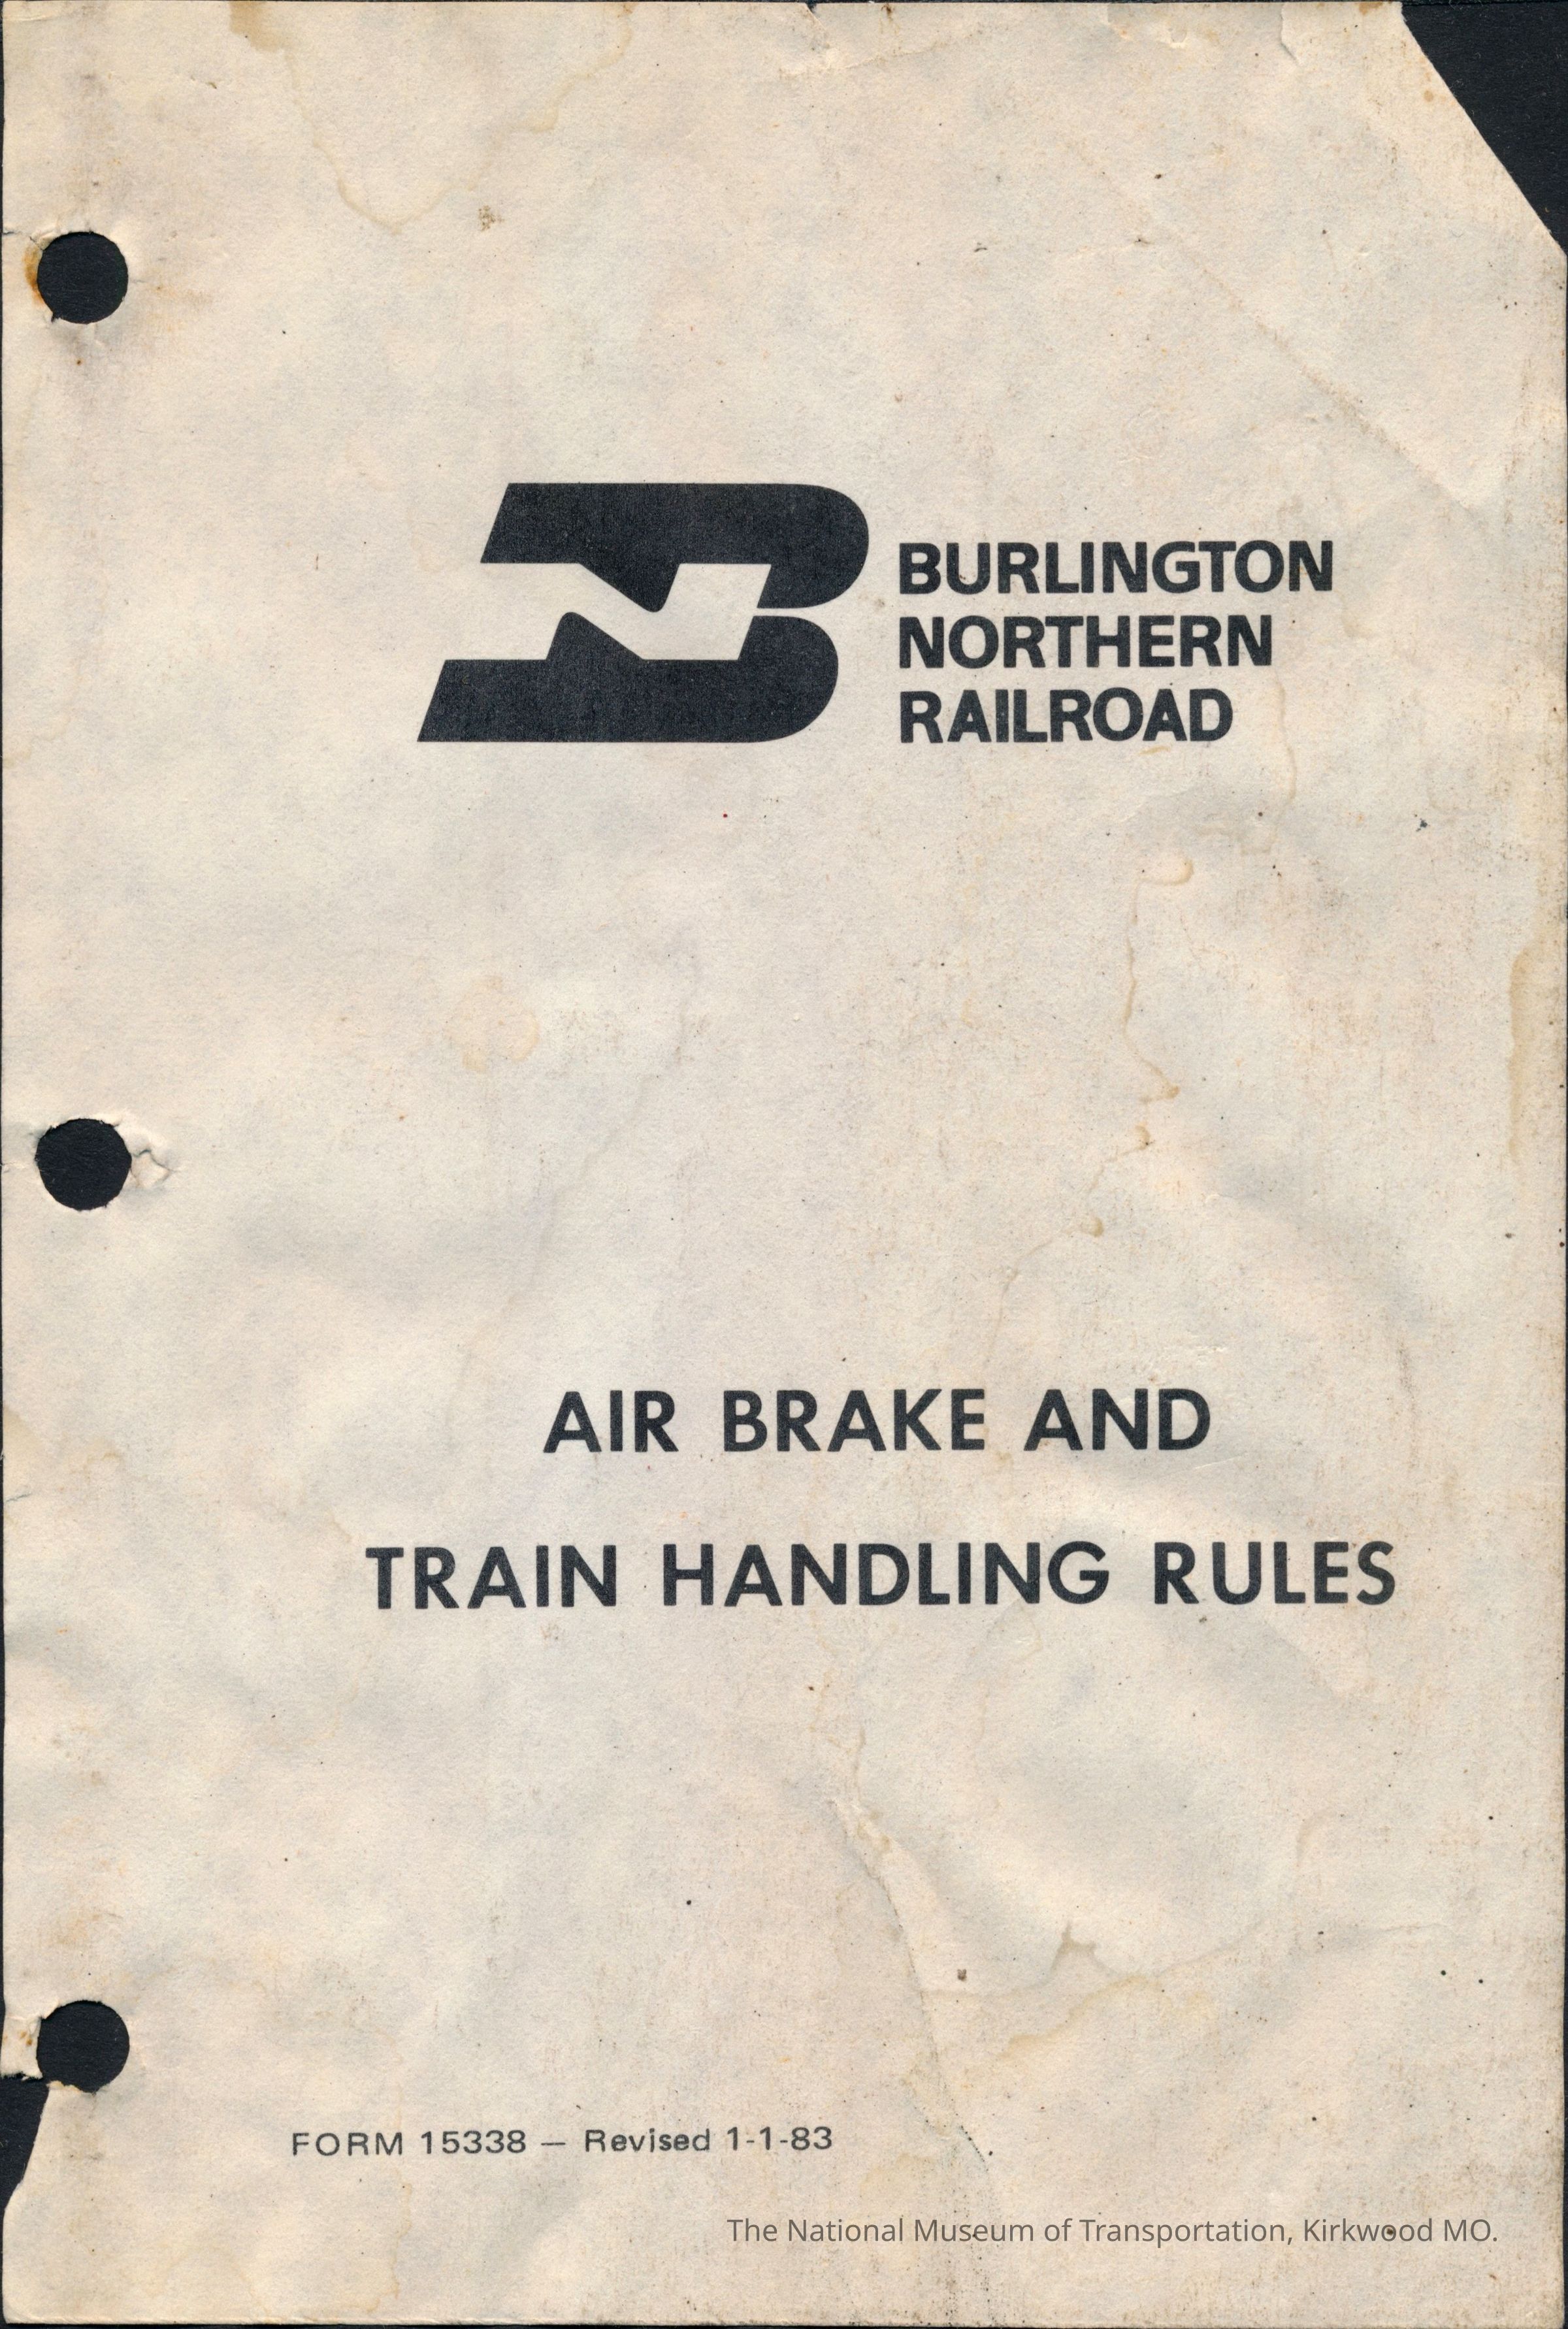 BURLINGTON
NORTHERN
RAILROAD
AIR BRAKE AND
TRAIN HANDLING RULES
FORM 15338 — Revised 1-1-83
The National Museum of Transportation, Kirkwood MO.